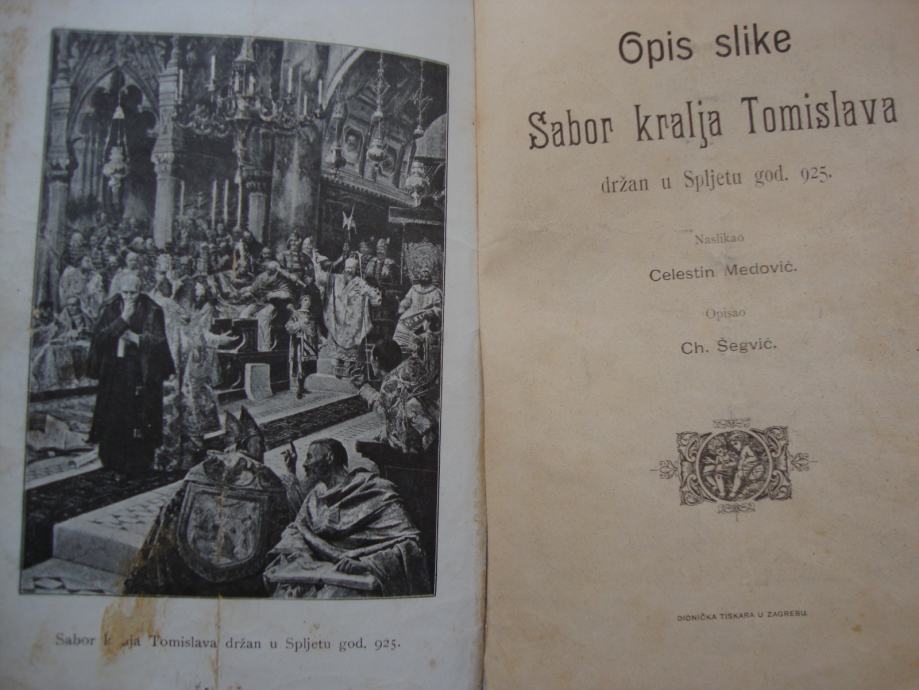 Sabor kralja Tomislava držan u Spljetu god. 925.
Opis slike
Sabor kralja Tomislava
držan u Spljetu god. 925.
Naslikao
Celestin Medović.
Opisao
Ch. Šegvić.
DIONIČKA TISKARA U ZAGREBU